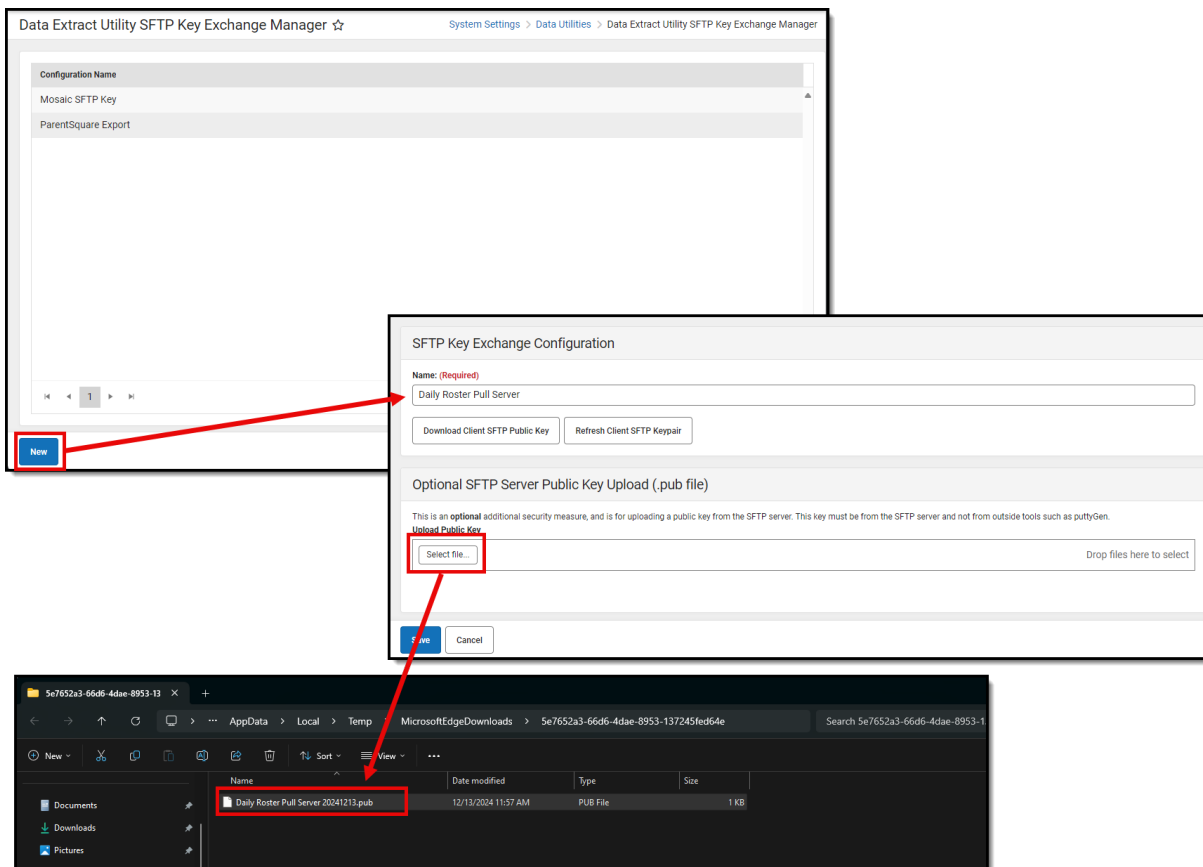 Data Extract Utility SFTP Key Exchange Manager ☆
System Settings > Data Utilities > Data Extract Utility SFTP Key Exchange Manager
Configuration Name
Mosaic SFTP Key
ParentSquare Export
1
New
SFTP Key Exchange Configuration
Name: (Required)
Daily Roster Pull Server
Download Client SFTP Public Key Refresh Client SFTP Keypair
Optional SFTP Server Public Key Upload (.pub file)
This is an optional additional security measure, and is for uploading a public key from the SFTP server. This key must be from the SFTP server and not from outside tools such as puttyGen.
Upload Public Key
Select file... Drop files here to select
Save Cancel
5e7652a3-66d6-4dae-8953-13
AppData > Local > Temp > MicrosoftEdgeDownloads > 5e7652a3-66d6-4dae-8953-137245fed64e Search 5e7652a3-66d6-4dae-8953-1
New Sort View
Name Date modified Type Size
Documents Daily Roster Pull Server 20241213.pub 12/13/2024 11:57 AM PUB File 1 KB
Downloads
Pictures